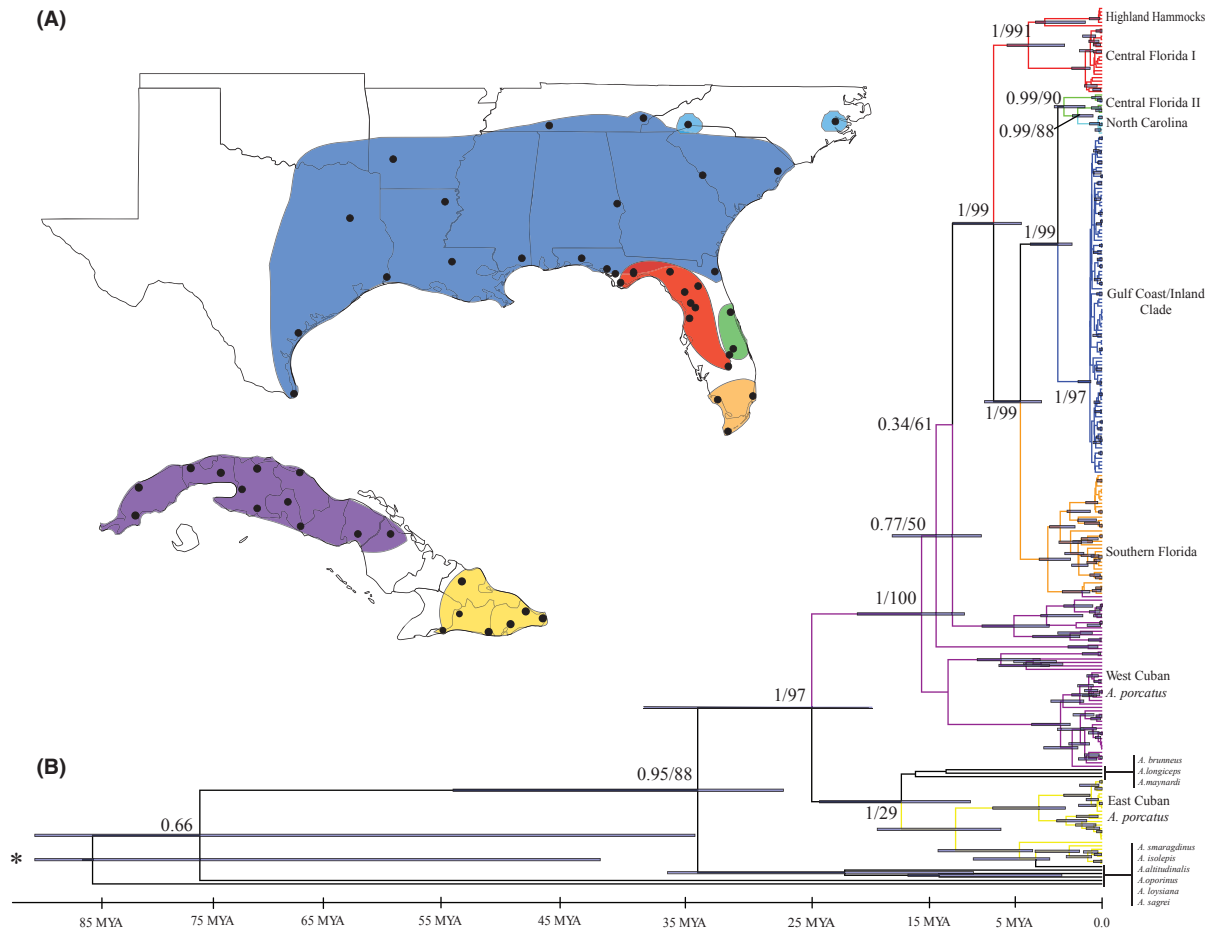 (A)
Highland Hammocks
1/991
Central Florida I
0.99/90
Central Florida II
North Carolina
0.99/88
1/99
1/99
Gulf Coast/Inland
Clade
1/99
1/97
0.34/61
0.77/50
Southern Florida
1/100
West Cuban
A. porcatus
1/97
(B)
0.95/88
A. brunneus
A.longiceps
A.maynardi
East Cuban
A. porcatus
1/29
0.66
A. smaragdinus
A. isolepis
A.altitudinalis
A.oporinus
A. loysiana
A. sagrei
*
85 MYA 75 MYA 65 MYA 55 MYA 45 MYA 35 MYA 25 MYA 15 MYA 5 MYA 0.0